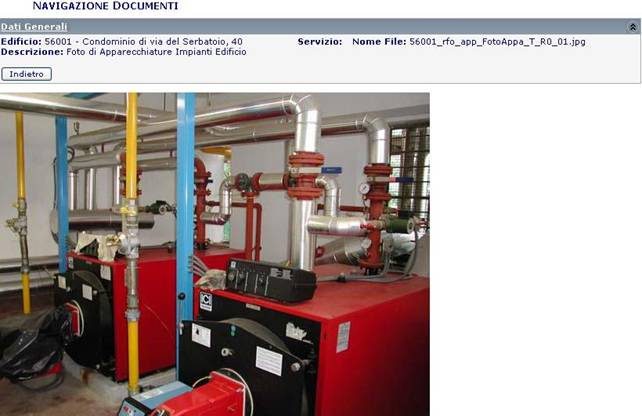 NAVIGAZIONE DOCUMENTI
Dati Generali
Edificio: 56001 - Condominio di via del Serbatoio, 40 Servizio: Nome File: 56001_rfo_app_FotoAppa_T_R0_01.jpg
Descrizione: Foto di Apparecchiature Impianti Edificio
Indietro
ICI